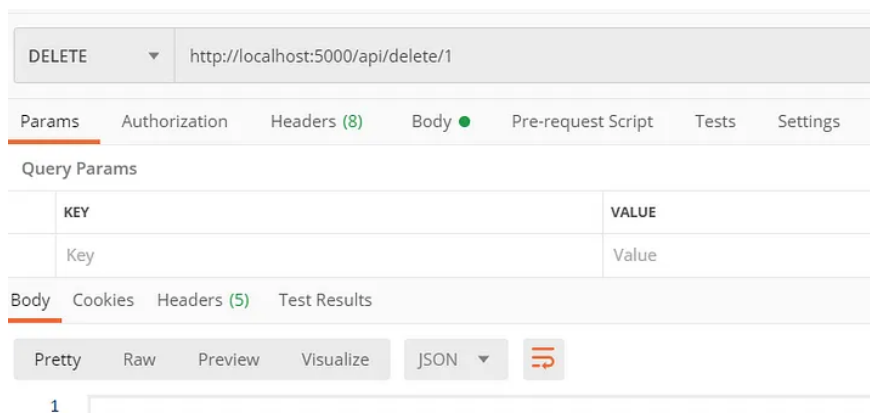 DELETE http://localhost:5000/api/delete/1
Params Authorization Headers (8) Body Pre-request Script Tests Settings
Query Params
KEY VALUE
Key Value
Body Cookies Headers (5) Test Results
Pretty Raw Preview Visualize JSON
1